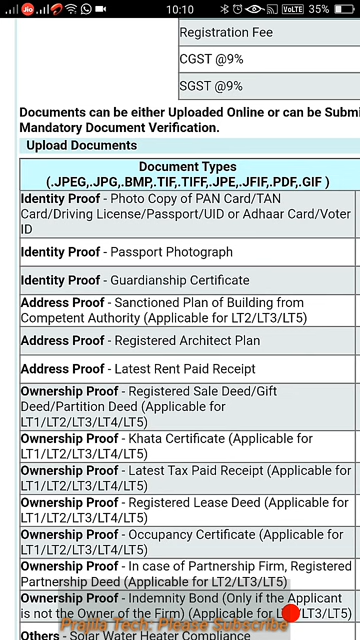 Jio
10:10
VoLTE
35%
Registration Fee
CGST @9%
SGST @9%
Documents can be either Uploaded Online or can be Submi
Mandatory Document Verification.
Upload Documents
Document Types
(.JPEG,.JPG,.BMP,.TIF,.TIFF,.JPE,.JFIF,.PDF,.GIF )
Identity Proof - Photo Copy of PAN Card/TAN
Card/Driving License/Passport/UID or Adhaar Card/Voter
ID
Identity Proof - Passport Photograph
Identity Proof - Guardianship Certificate
Address Proof - Sanctioned Plan of Building from
Competent Authority (Applicable for LT2/LT3/LT5)
Address Proof - Registered Architect Plan
Address Proof - Latest Rent Paid Receipt
Ownership Proof - Registered Sale Deed/Gift
Deed/Partition Deed (Applicable for
LT1/LT2/LT3/LT4/LT5)
Ownership Proof - Khata Certificate (Applicable for
LT1/LT2/LT3/LT4/LT5)
Ownership Proof - Latest Tax Paid Receipt (Applicable for
LT1/LT2/LT3/LT4/LT5)
Ownership Proof - Registered Lease Deed (Applicable for
LT1/LT2/LT3/LT4/LT5)
Ownership Proof - Occupancy Certificate (Applicable for
LT1/LT2/LT3/LT4/LT5)
Ownership Proof - In case of Partnership Firm, Registered
Partnership Deed (Applicable for LT2/LT3/LT5)
Ownership Proof - Indemnity Bond (Only if the Applicant
is not the Owner of the Firm) (Applicable for /LT3/LT5)
Tech: Please Subscribe
Others - Solar Water Heater Compliance